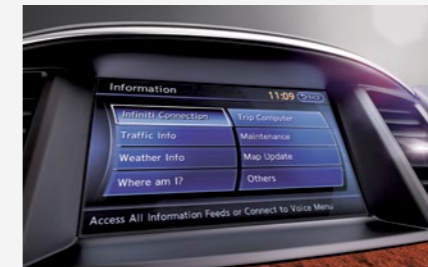 Information
11:09 BACK
Infiniti Connection
Trip Computer
Traffic Info
Maintenance
Weather Info
Map Update
Where am I?
Others
Access All Information Feeds or Connect to Voice Menu